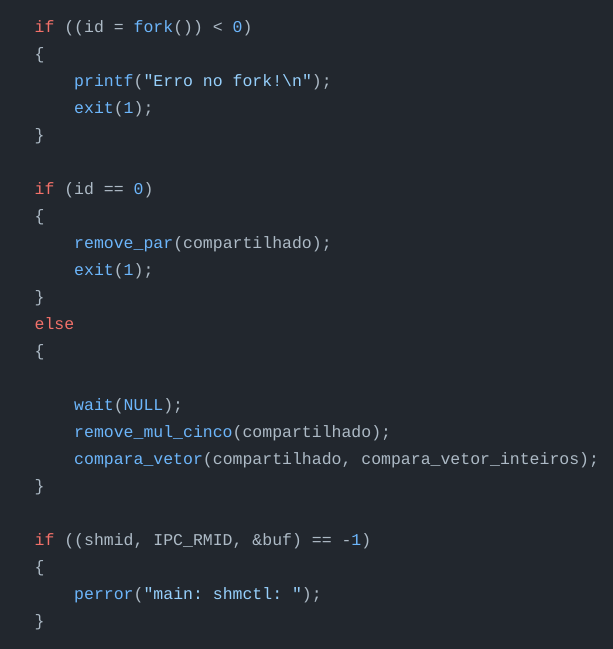 if ((id = fork()) < 0)
{
    printf("Erro no fork!\n");
    exit(1);
}

if (id == 0)
{
    remove_par(compartilhado);
    exit(1);
}
else
{

    wait(NULL);
    remove_mul_cinco(compartilhado);
    compara_vetor(compartilhado, compara_vetor_inteiros);
}

if ((shmid, IPC_RMID, &buf) == -1)
{
    perror("main: shmctl: ");
}